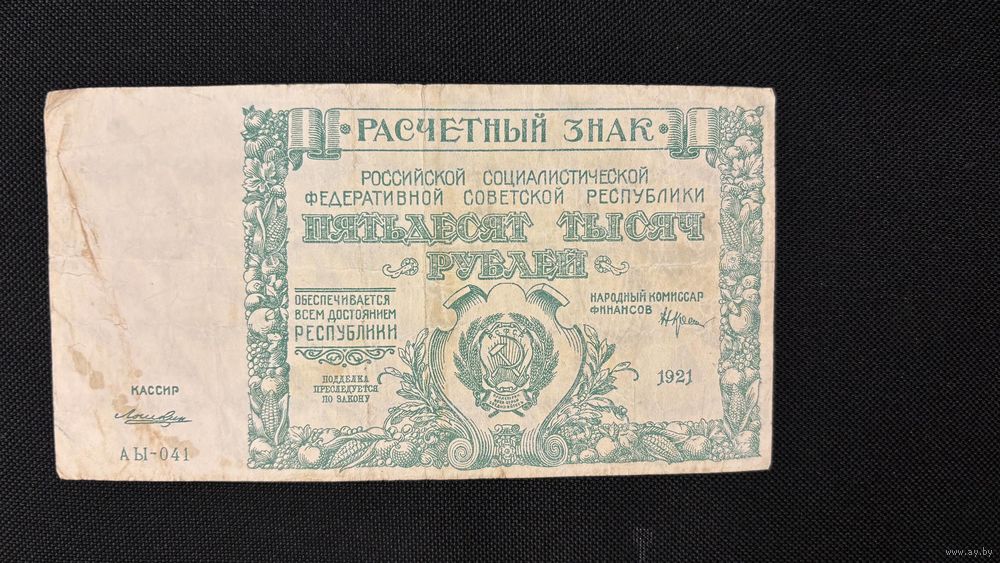 РАСЧЕТНЫЙ ЗНАК
РОССИЙСКОЙ СОЦИАЛИСТИЧЕСКОЙ
ФЕДЕРАТИВНОЙ СОВЕТСКОЙ РЕСПУБЛИКИ
ПЯТЬДЕСЯТ ТЫСЯЧ
РУБЛЕЙ
ОБЕСПЕЧИВАЕТСЯ
ВСЕМ ДОСТОЯНИЕМ
РЕСПУБЛИКИ
ПОДДЕЛКА
ПРЕСЛЕДУЕТСЯ
ПО ЗАКОНУ
НАРОДНЫЙ КОМИССАР
ФИНАНСОВ
1921
КАССИР
АЫ-041
www.ay.by